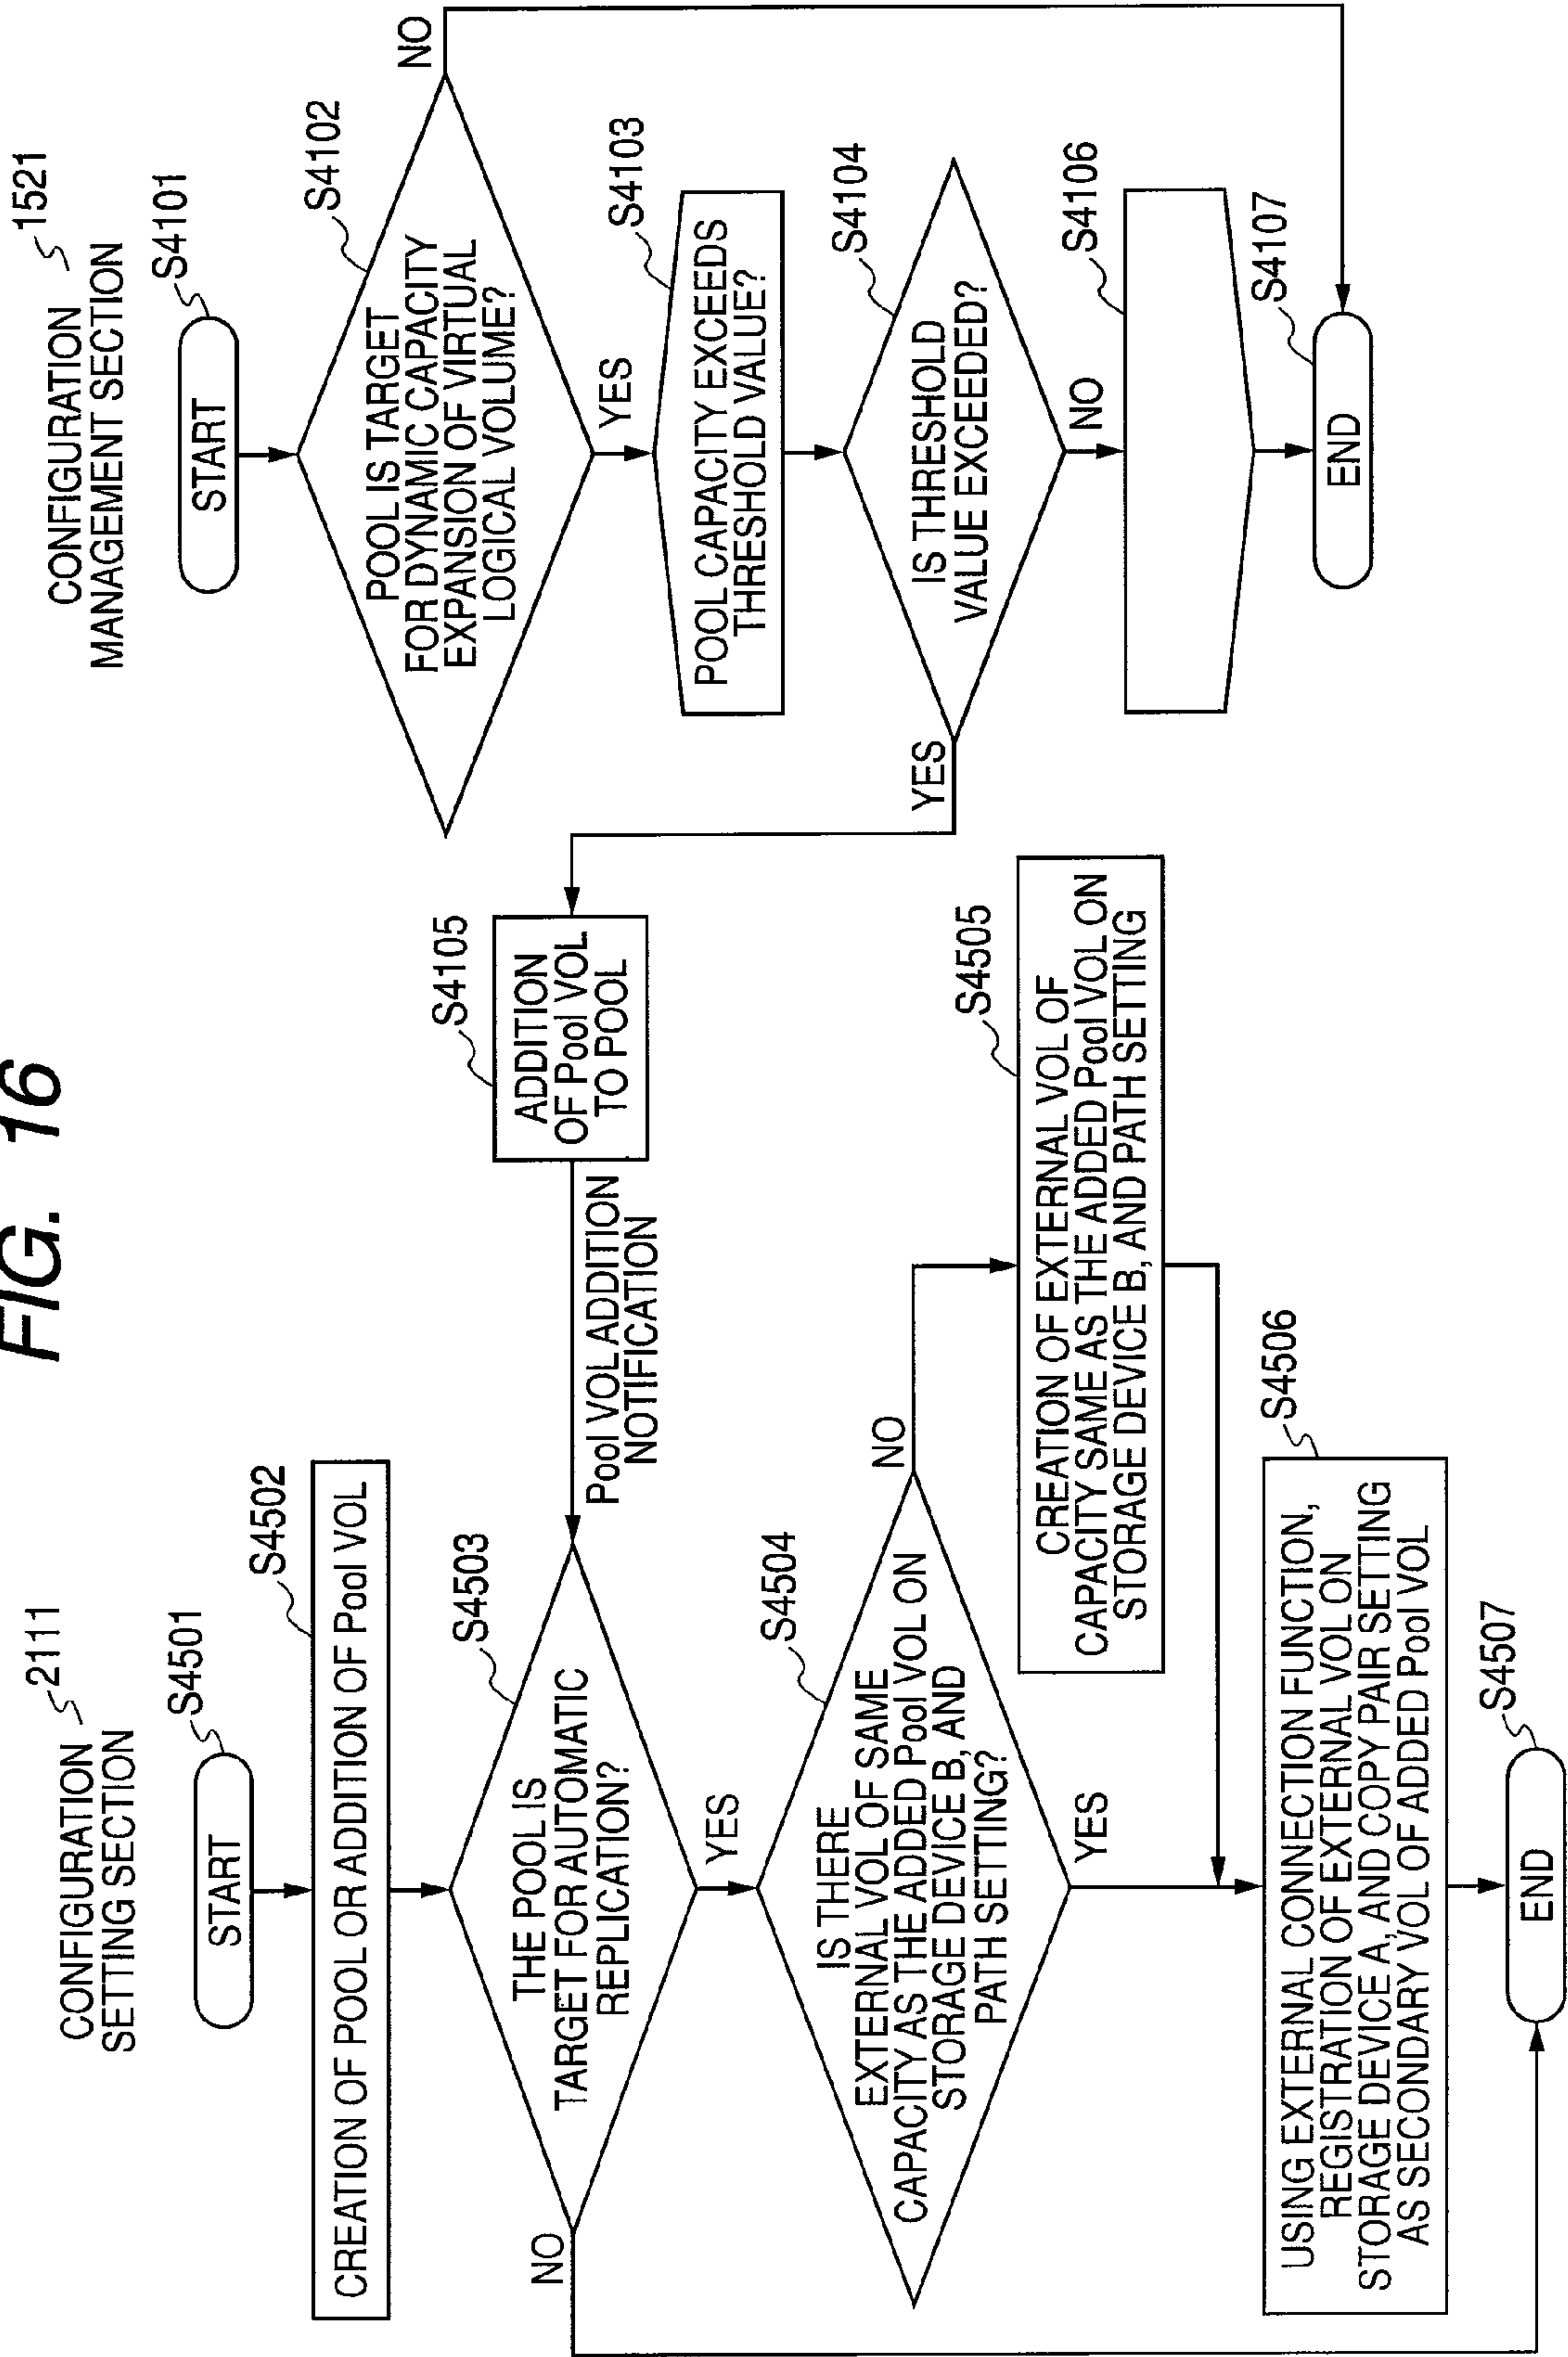 FIG. 16
CONFIGURATION
SETTING SECTION
2111
START
S4501
CREATION OF POOL OR ADDITION OF Pool VOL
S4502
THE POOL IS
TARGET FOR AUTOMATIC
REPLICATION?
S4503
NO
YES
IS THERE
EXTERNAL VOL OF SAME
CAPACITY AS THE ADDED Pool VOL ON
STORAGE DEVICE B, AND
PATH SETTING?
S4504
NO
YES
CREATION OF EXTERNAL VOL OF
CAPACITY SAME AS THE ADDED Pool VOL ON
STORAGE DEVICE B, AND PATH SETTING
S4505
USING EXTERNAL CONNECTION FUNCTION,
REGISTRATION OF EXTERNAL VOL ON
STORAGE DEVICE A, AND COPY PAIR SETTING
AS SECONDARY VOL OF ADDED Pool VOL
S4506
END
S4507
Pool VOL ADDITION
NOTIFICATION
ADDITION
OF Pool VOL
TO POOL
S4105
CONFIGURATION
MANAGEMENT SECTION
1521
START
S4101
POOL IS TARGET
FOR DYNAMIC CAPACITY
EXPANSION OF VIRTUAL
LOGICAL VOLUME?
S4102
NO
YES
POOL CAPACITY EXCEEDS
THRESHOLD VALUE?
S4103
IS THRESHOLD
VALUE EXCEEDED?
S4104
YES
NO
S4106
END
S4107